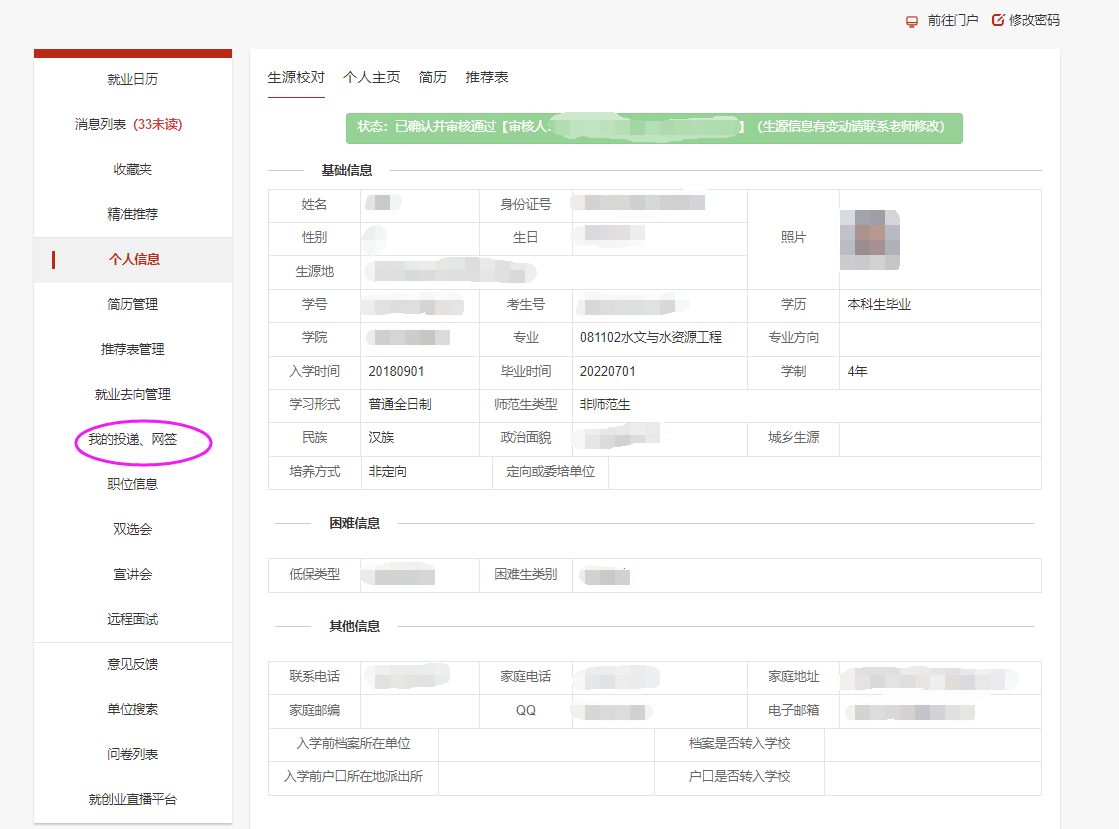 前往门户 修改密码
就业日历
消息列表 (33未读)
收藏夹
精准推荐
个人信息
简历管理
推荐表管理
就业去向管理
我的投递、网签
职位信息
双选会
宣讲会
远程面试
意见反馈
单位搜索
问卷列表
就创业直播平台
生源校对 个人主页 简历 推荐表
状态：已确认并审核通过【审核人: 】 (生源信息有变动请联系老师修改)
基础信息
姓名 身份证号 照片
性别 生日
生源地
学号 考生号 学历 本科生毕业
学院 专业 081102水文与水资源工程 专业方向
入学时间 20180901 毕业时间 20220701 学制 4年
学习形式 普通全日制 师范生类型 非师范生
民族 汉族 政治面貌 城乡生源
培养方式 非定向 定向或委培单位
困难信息
低保类型 困难生类别
其他信息
联系电话 家庭电话 家庭地址
家庭邮编 QQ 电子邮箱
入学前档案所在单位 档案是否转入学校
入学前户口所在地派出所 户口是否转入学校